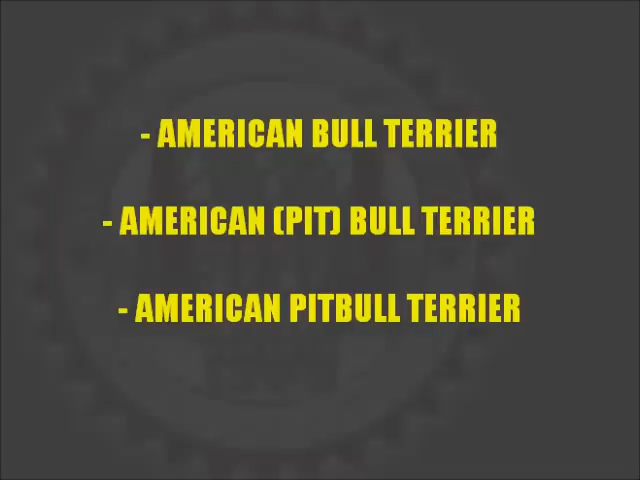 - AMERICAN BULL TERRIER
- AMERICAN (PIT) BULL TERRIER
- AMERICAN PITBULL TERRIER